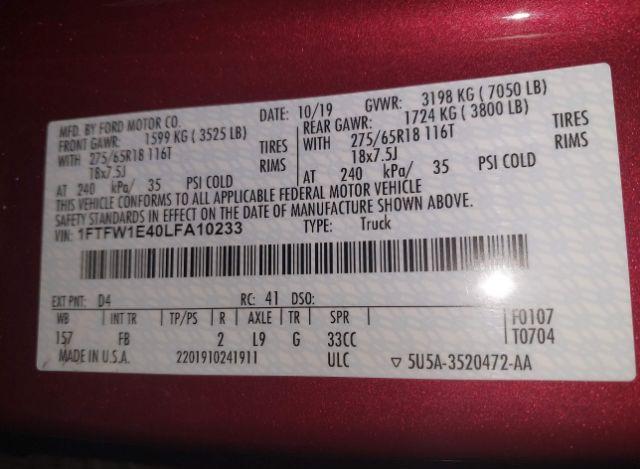 MFD. BY FORD MOTOR CO.
DATE: 10/19 GVWR: 3198 KG ( 7050 LB)
FRONT GAWR: 1599 KG ( 3525 LB)
WITH 275/65R18 116T TIRES
18x7.5J RIMS
AT 240 kPa/ 35 PSI COLD
REAR GAWR: 1724 KG ( 3800 LB)
WITH 275/65R18 116T TIRES
18x7.5J RIMS
AT 240 kPa/ 35 PSI COLD
THIS VEHICLE CONFORMS TO ALL APPLICABLE FEDERAL MOTOR VEHICLE
SAFETY STANDARDS IN EFFECT ON THE DATE OF MANUFACTURE SHOWN ABOVE.
VIN: 1FTFW1E40LFA10233 TYPE: Truck
EXT PNT: D4 RC: 41 DSO:
WB INT TR TP/PS R AXLE TR SPR F0107
157 FB 2 L9 G 33CC T0704
MADE IN U.S.A. 2201910241911 ULC ▽ 5U5A-3520472-AA